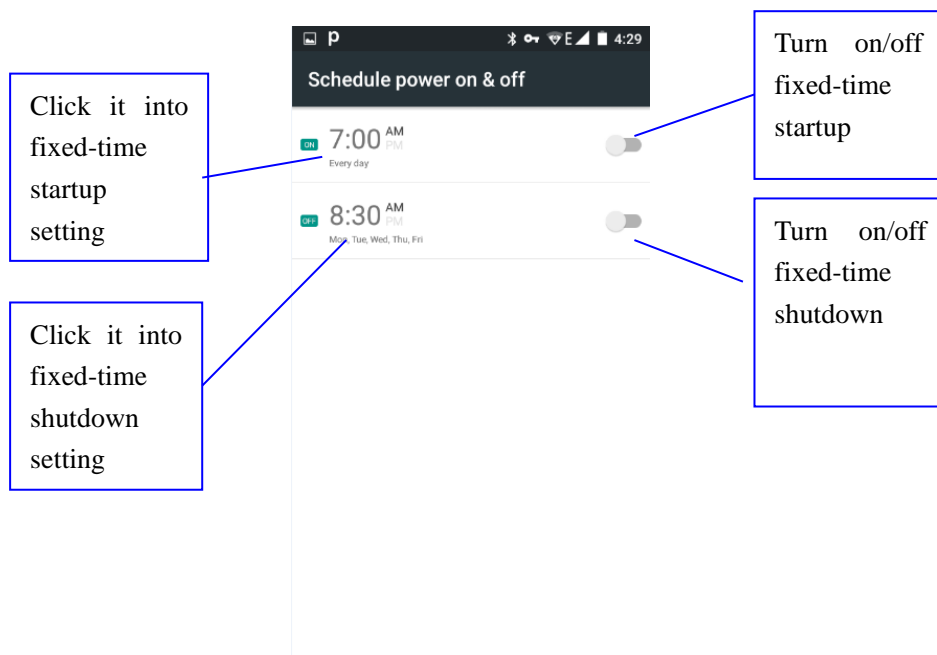 p
E 4:29
Schedule power on & off
ON 7:00 AM
PM
Every day
OFF 8:30 AM
PM
Mon, Tue, Wed, Thu, Fri
Click it into
fixed-time
startup
setting
Click it into
fixed-time
shutdown
setting
Turn on/off
fixed-time
startup
Turn on/off
fixed-time
shutdown